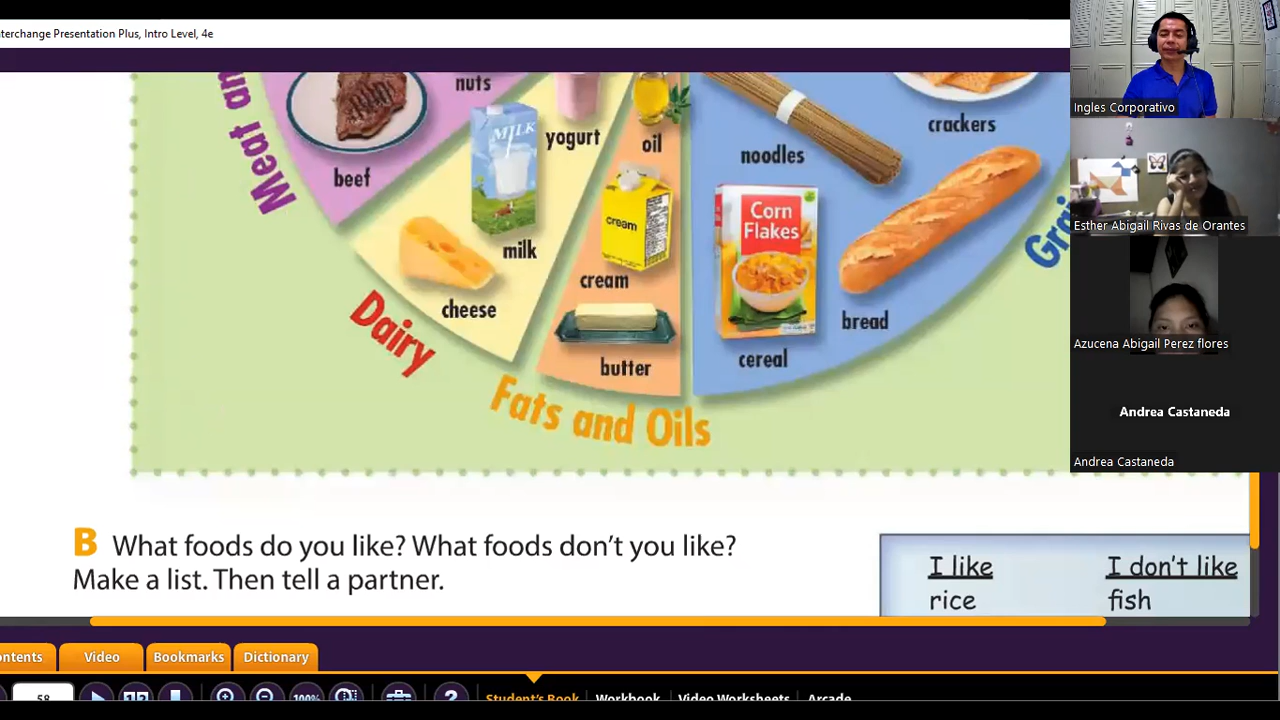 nterchange Presentation Plus, Intro Level, 4e
Meat an
nuts
beef
MILK
yogurt
milk
cheese
Dairy
oil
cream
cream
butter
Fats and Oils
noodles
crackers
Corn
Flakes
cereal
bread
Grai
B What foods do you like? What foods don't you like?
Make a list. Then tell a partner.
I like I don't like
rice fish
ontents Video Bookmarks Dictionary
58 100% ? Student's Book Workbook Video Worksheets Arcade
Ingles Corporativo
Esther Abigail Rivas de Orantes
Azucena Abigail Perez flores
Andrea Castaneda
Andrea Castaneda